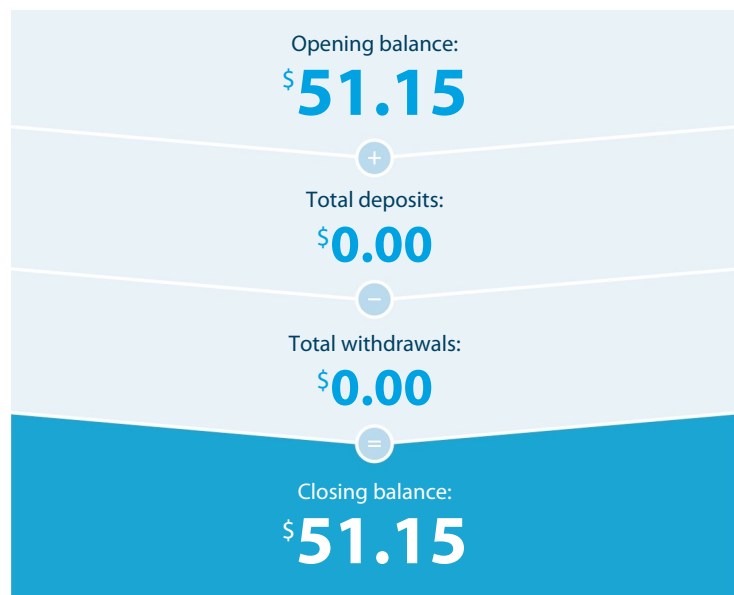 Opening balance:
$51.15
+
Total deposits:
$0.00
−
Total withdrawals:
$0.00
=
Closing balance:
$51.15